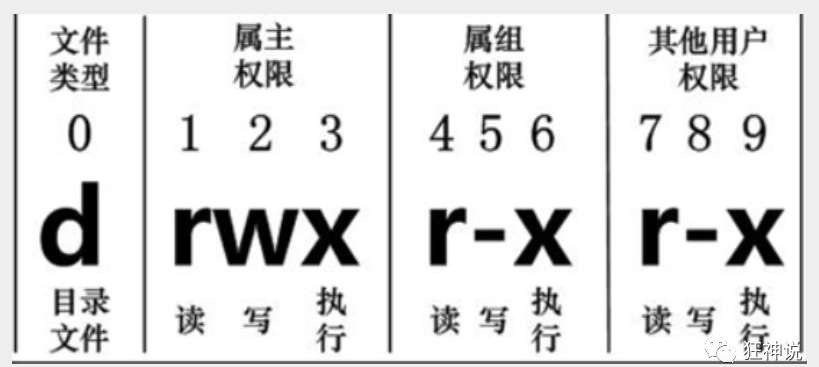 文件
类型
属主
权限
属组
权限
其他用户
权限
0
1 2 3
4 5 6
7 8 9
d
rwx
r-x
r-x
目录
文件
读 写 执行
读 写 执行
读 写 执行
狂神说